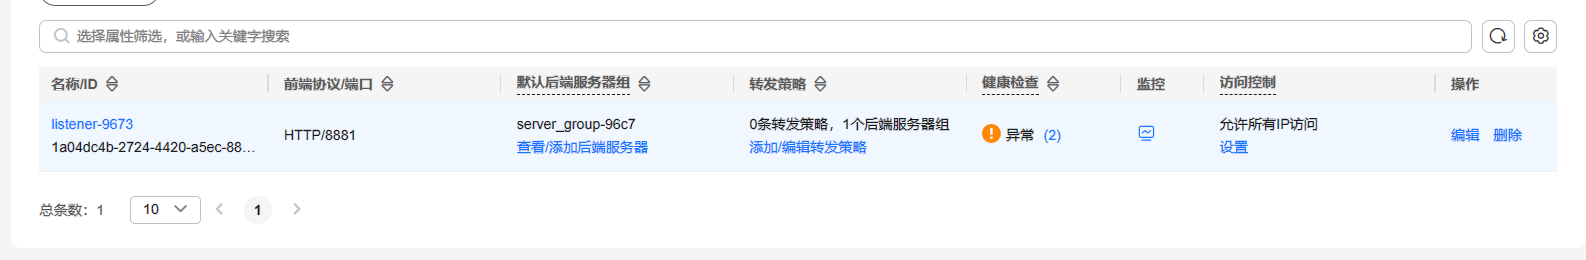 选择属性筛选，或输入关键字搜索
名称/ID 前端协议/端口 默认后端服务器组 转发策略 健康检查 监控 访问控制 操作
listener-9673 server_group-96c7 0条转发策略，1个后端服务器组 允许所有IP访问
HTTP/8881 异常 (2) 编辑 删除
1a04dc4b-2724-4420-a5ec-88... 查看/添加后端服务器 添加/编辑转发策略 设置
总条数：1 10 1